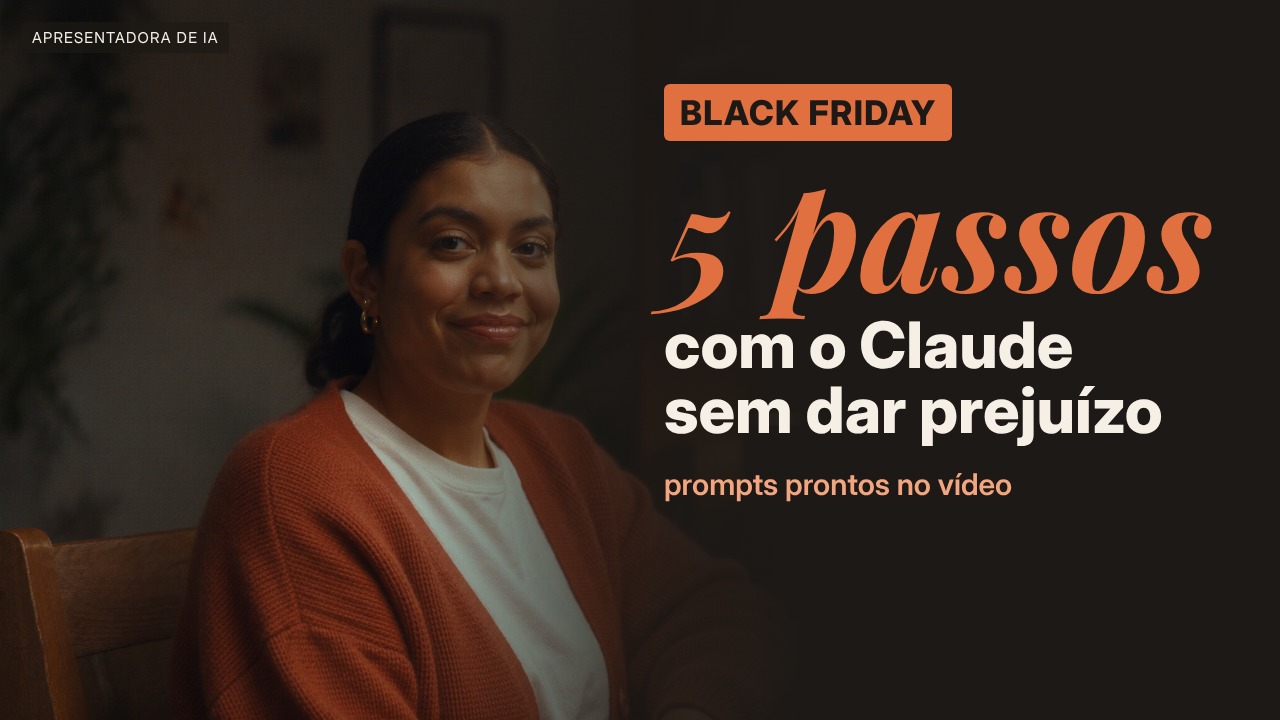 APRESENTADORA DE IA
BLACK FRIDAY
5 passos
com o Claude
sem dar prejuízo
prompts prontos no vídeo